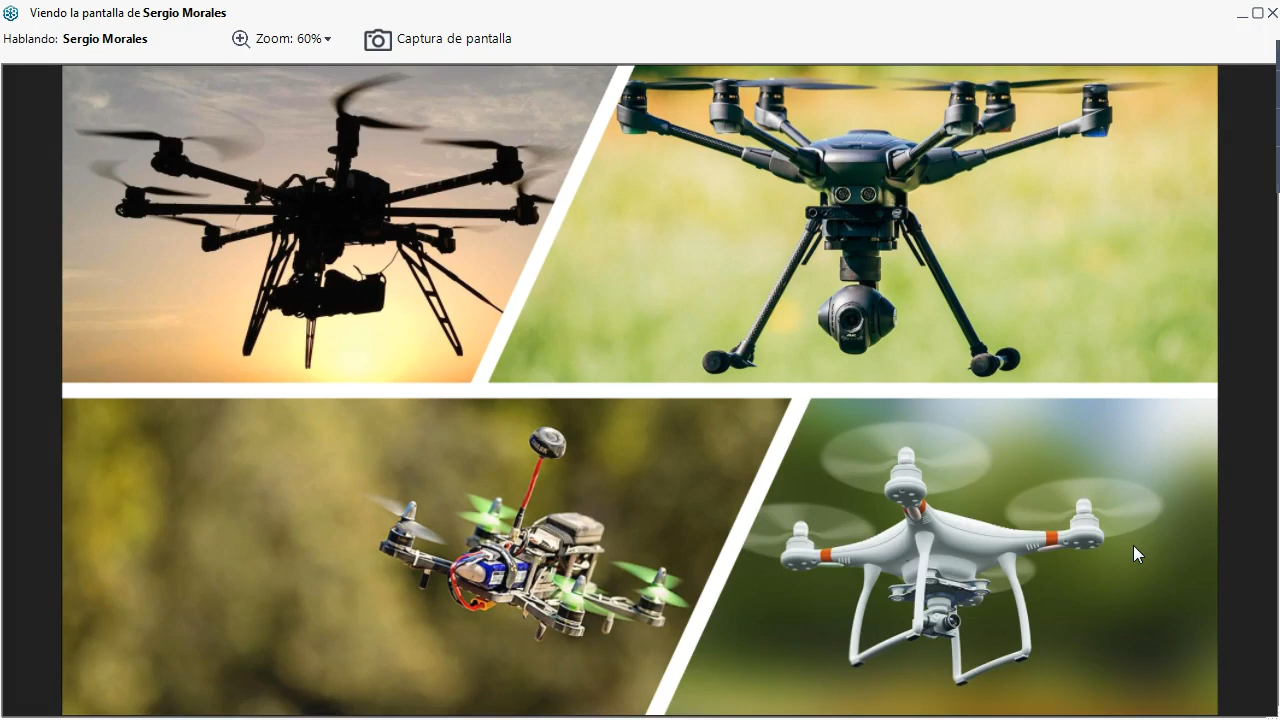 Viendo la pantalla de Sergio Morales
Hablando: Sergio Morales
Zoom: 60%
Captura de pantalla